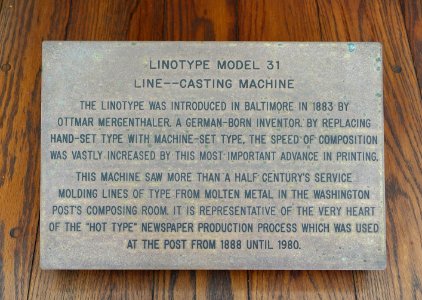 LINOTYPE MODEL 31
LINE--CASTING MACHINE
THE LINOTYPE WAS INTRODUCED IN BALTIMORE IN 1883 BY
OTTMAR MERGENTHALER, A GERMAN-BORN INVENTOR. BY REPLACING
HAND-SET TYPE WITH MACHINE-SET TYPE, THE SPEED OF COMPOSITION
WAS VASTLY INCREASED BY THIS MOST IMPORTANT ADVANCE IN PRINTING.
THIS MACHINE SAW MORE THAN A HALF CENTURY'S SERVICE
MOLDING LINES OF TYPE FROM MOLTEN METAL IN THE WASHINGTON
POST'S COMPOSING ROOM. IT IS REPRESENTATIVE OF THE VERY HEART
OF THE "HOT TYPE" NEWSPAPER PRODUCTION PROCESS WHICH WAS USED
AT THE POST FROM 1888 UNTIL 1980.